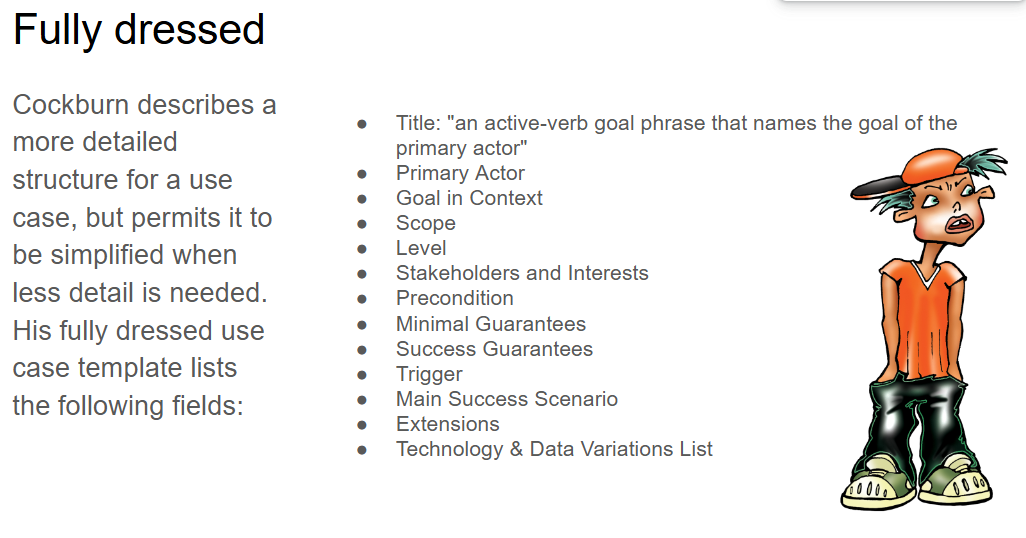 Fully dressed
Cockburn describes a
more detailed
structure for a use
case, but permits it to
be simplified when
less detail is needed.
His fully dressed use
case template lists
the following fields:
● Title: "an active-verb goal phrase that names the goal of the
primary actor"
● Primary Actor
● Goal in Context
● Scope
● Level
● Stakeholders and Interests
● Precondition
● Minimal Guarantees
● Success Guarantees
● Trigger
● Main Success Scenario
● Extensions
● Technology & Data Variations List